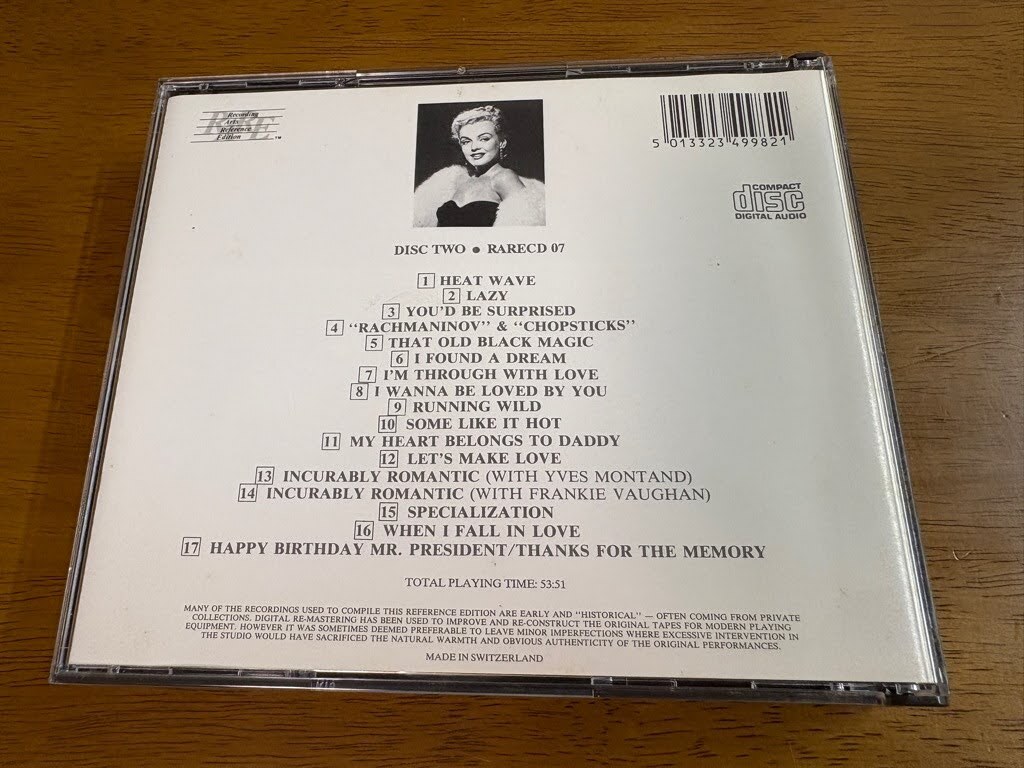 RRE
Recording
Arts
Reference
Edition
™
5 013323 499821
COMPACT
disc
DIGITAL AUDIO
DISC TWO ● RARECD 07
1 HEAT WAVE
2 LAZY
3 YOU'D BE SURPRISED
4 "RACHMANINOV" & "CHOPSTICKS"
5 THAT OLD BLACK MAGIC
6 I FOUND A DREAM
7 I'M THROUGH WITH LOVE
8 I WANNA BE LOVED BY YOU
9 RUNNING WILD
10 SOME LIKE IT HOT
11 MY HEART BELONGS TO DADDY
12 LET'S MAKE LOVE
13 INCURABLY ROMANTIC (WITH YVES MONTAND)
14 INCURABLY ROMANTIC (WITH FRANKIE VAUGHAN)
15 SPECIALIZATION
16 WHEN I FALL IN LOVE
17 HAPPY BIRTHDAY MR. PRESIDENT/THANKS FOR THE MEMORY
TOTAL PLAYING TIME: 53:51
MANY OF THE RECORDINGS USED TO COMPILE THIS REFERENCE EDITION ARE EARLY AND "HISTORICAL" — OFTEN COMING FROM PRIVATE
COLLECTIONS. DIGITAL RE-MASTERING HAS BEEN USED TO IMPROVE AND RE-CONSTRUCT THE ORIGINAL TAPES FOR MODERN PLAYING
EQUIPMENT. HOWEVER IT WAS SOMETIMES DEEMED PREFERABLE TO LEAVE MINOR IMPERFECTIONS WHERE EXCESSIVE INTERVENTION IN
THE STUDIO WOULD HAVE SACRIFICED THE NATURAL WARMTH AND OBVIOUS AUTHENTICITY OF THE ORIGINAL PERFORMANCES.
MADE IN SWITZERLAND